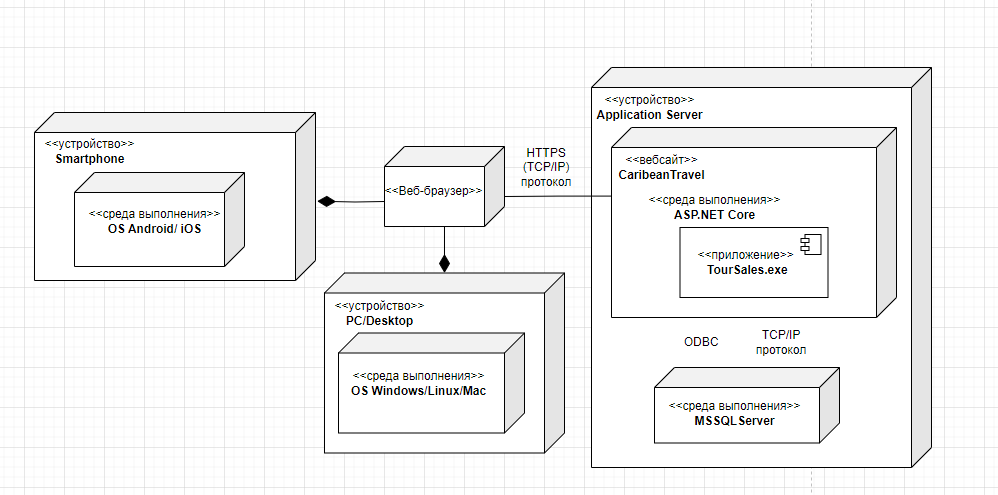 <<устройство>>
Smartphone
<<среда выполнения>>
OS Android/ iOS
<<Веб-браузер>>
HTTPS
(TCP/IP)
протокол
<<устройство>>
PC/Desktop
<<среда выполнения>>
OS Windows/Linux/Mac
<<устройство>>
Application Server
<<вебсайт>>
CaribeanTravel
<<среда выполнения>>
ASP.NET Core
<<приложение>>
TourSales.exe
ODBC
TCP/IP
протокол
<<среда выполнения>>
MSSQLServer